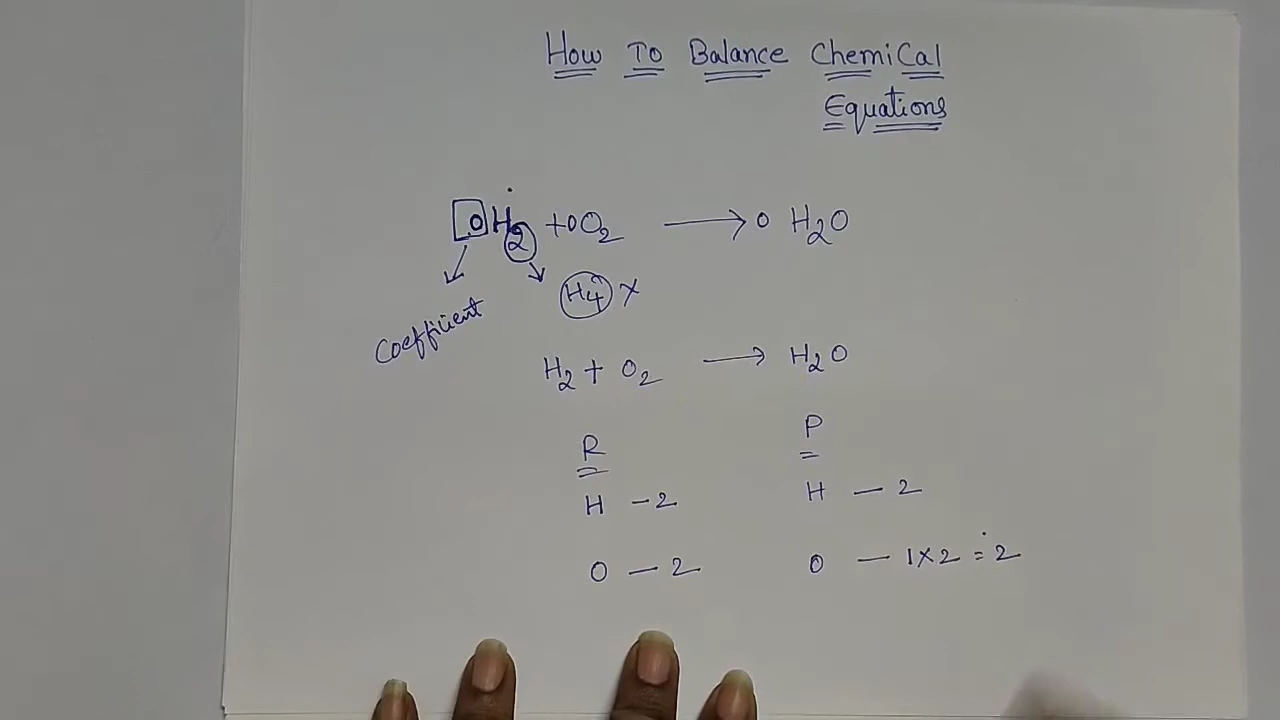 How To Balance Chemical
Equations
0 H2 + 0 O2 → 0 H2O
coefficient
H4 ×
H2 + O2 → H2O
R P
H - 2 H - 2
O - 2 O - 1 × 2 = 2